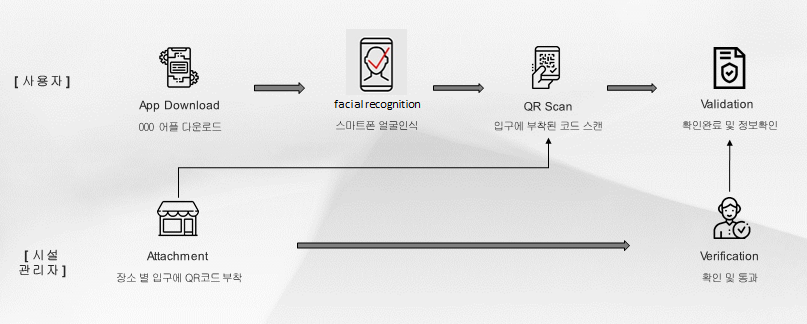 [ 사용자 ]
App Download
000 어플 다운로드
facial recognition
스마트폰 얼굴인식
QR Scan
입구에 부착된 코드 스캔
Validation
확인완료 및 정보확인
[ 시설
관리자 ]
Attachment
장소 별 입구에 QR코드 부착
Verification
확인 및 통과